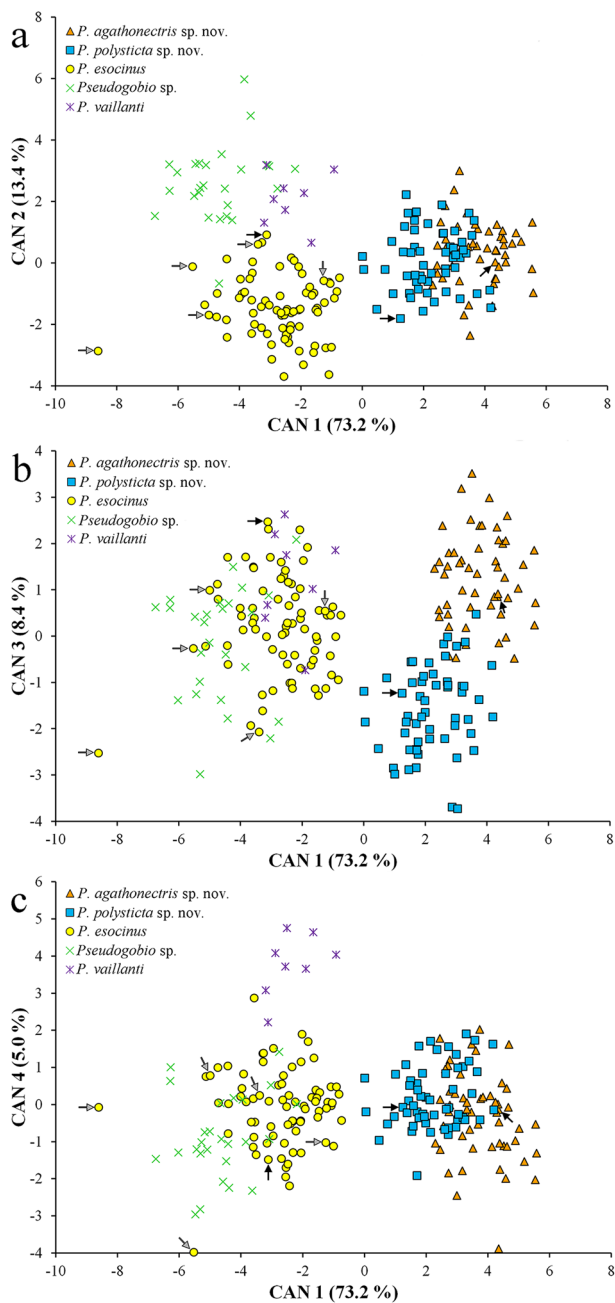 a
P. agathonectris sp. nov.
P. polysticta sp. nov.
P. esocinus
Pseudogobio sp.
P. vaillanti
CAN 2 (13.4 %)
8
6
4
2
0
-2
-4
-10 -8 -6 -4 -2 0 2 4 6 8
CAN 1 (73.2 %)
b
P. agathonectris sp. nov.
P. polysticta sp. nov.
P. esocinus
Pseudogobio sp.
P. vaillanti
CAN 3 (8.4 %)
4
3
2
1
0
-1
-2
-3
-4
-10 -8 -6 -4 -2 0 2 4 6 8
CAN 1 (73.2 %)
c
P. agathonectris sp. nov.
P. polysticta sp. nov.
P. esocinus
Pseudogobio sp.
P. vaillanti
CAN 4 (5.0 %)
6
5
4
3
2
1
0
-1
-2
-3
-4
-10 -8 -6 -4 -2 0 2 4 6 8
CAN 1 (73.2 %)